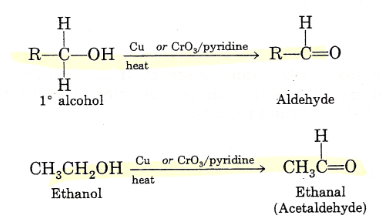 H
R—C—OH Cu or CrO₃/pyridine R—C=O
H
heat
H
1° alcohol Aldehyde
H
CH₃CH₂OH Cu or CrO₃/pyridine CH₃C=O
heat
Ethanol Ethanal
(Acetaldehyde)